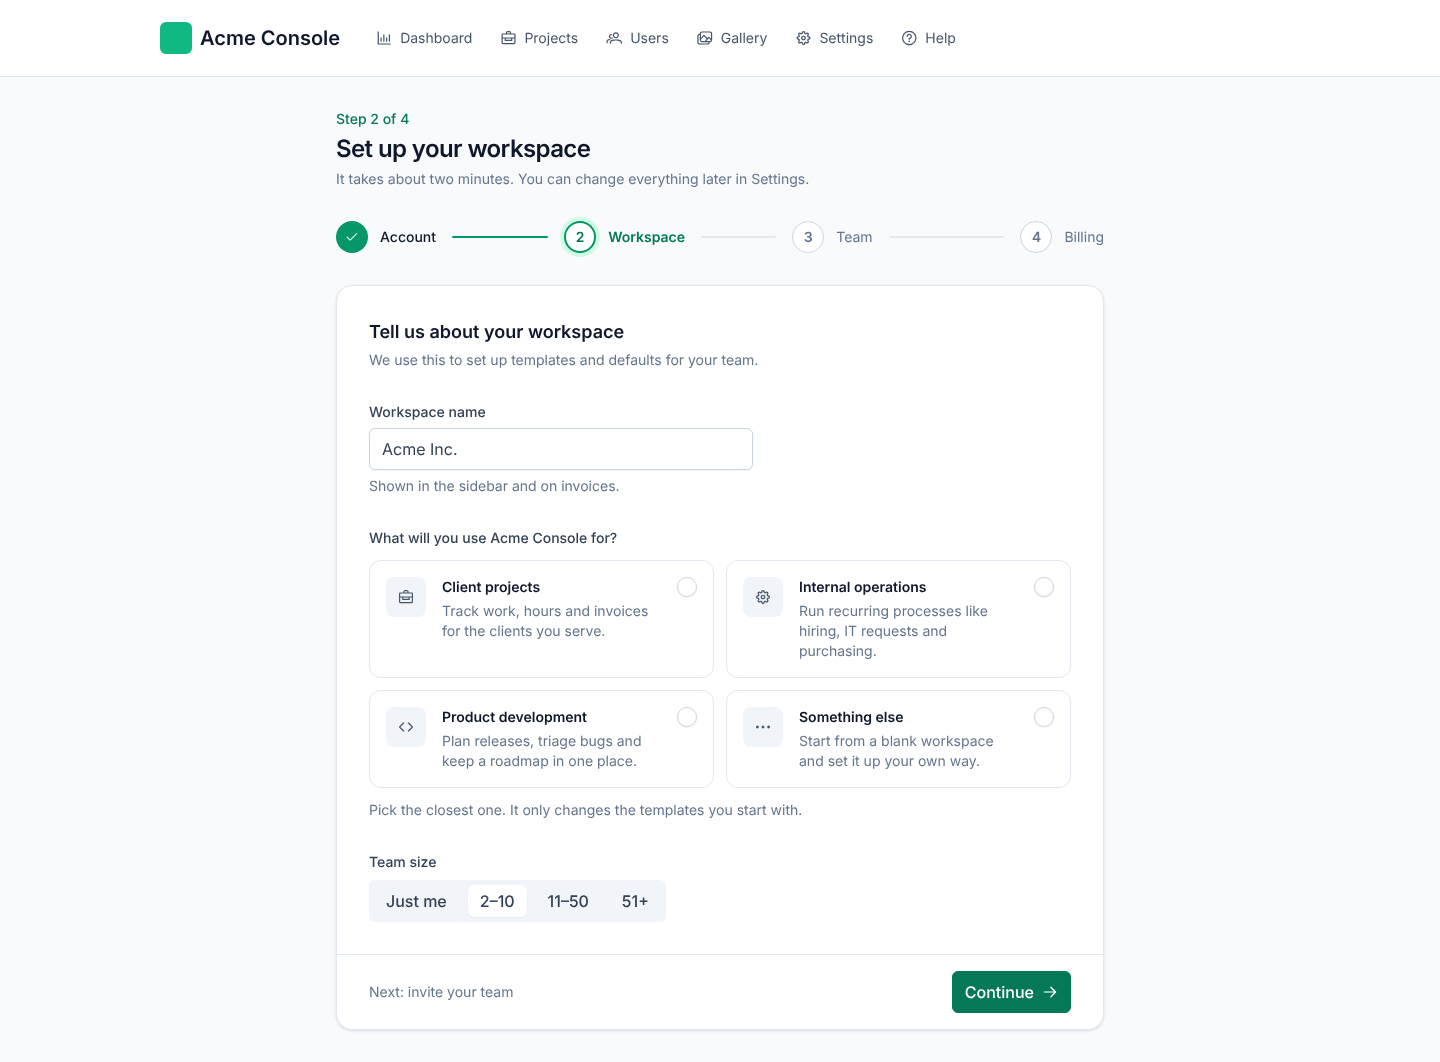 Acme Console
Dashboard
Projects
Users
Gallery
Settings
Help
Step 2 of 4
Set up your workspace
It takes about two minutes. You can change everything later in Settings.
Account
2
Workspace
3
Team
4
Billing
Tell us about your workspace
We use this to set up templates and defaults for your team.
Workspace name
Acme Inc.
Shown in the sidebar and on invoices.
What will you use Acme Console for?
Client projects
Track work, hours and invoices
for the clients you serve.
Internal operations
Run recurring processes like
hiring, IT requests and
purchasing.
Product development
Plan releases, triage bugs and
keep a roadmap in one place.
Something else
Start from a blank workspace
and set it up your own way.
Pick the closest one. It only changes the templates you start with.
Team size
Just me
2–10
11–50
51+
Next: invite your team
Continue